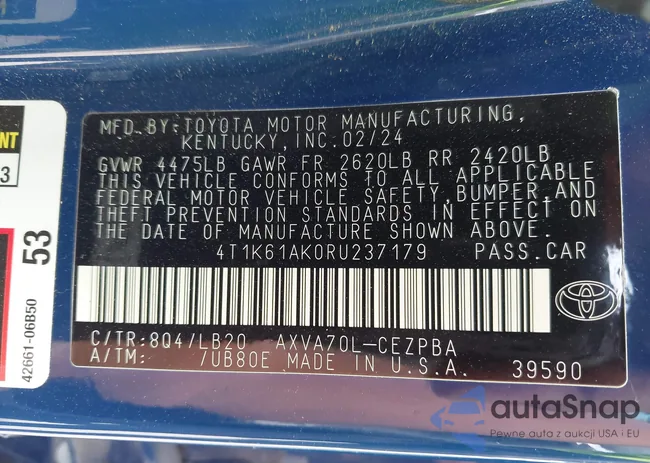 MFD. BY: TOYOTA MOTOR MANUFACTURING,
KENTUCKY, INC. 02/24
GVWR 4475LB GAWR FR 2620LB RR 2420LB
THIS VEHICLE CONFORMS TO ALL APPLICABLE
FEDERAL MOTOR VEHICLE SAFETY, BUMPER AND
THEFT PREVENTION STANDARDS IN EFFECT ON
THE DATE OF MANUFACTURE SHOWN ABOVE.
4T1K61AK0RU237179 PASS.CAR
C/TR: 8Q4/LB20 AXVA70L-CEZPBA
A/TM: /UB80E MADE IN U.S.A. 39590
3
53
42661-06B50
autaSnap
Pewne auta z aukcji USA i EU